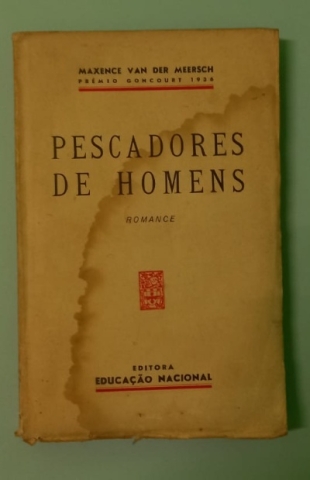 MAXENCE VAN DER MEERSCH
PRÉMIO GONCOURT 1936
PESCADORES
DE HOMENS
ROMANCE
EDITORA
EDUCAÇÃO NACIONAL